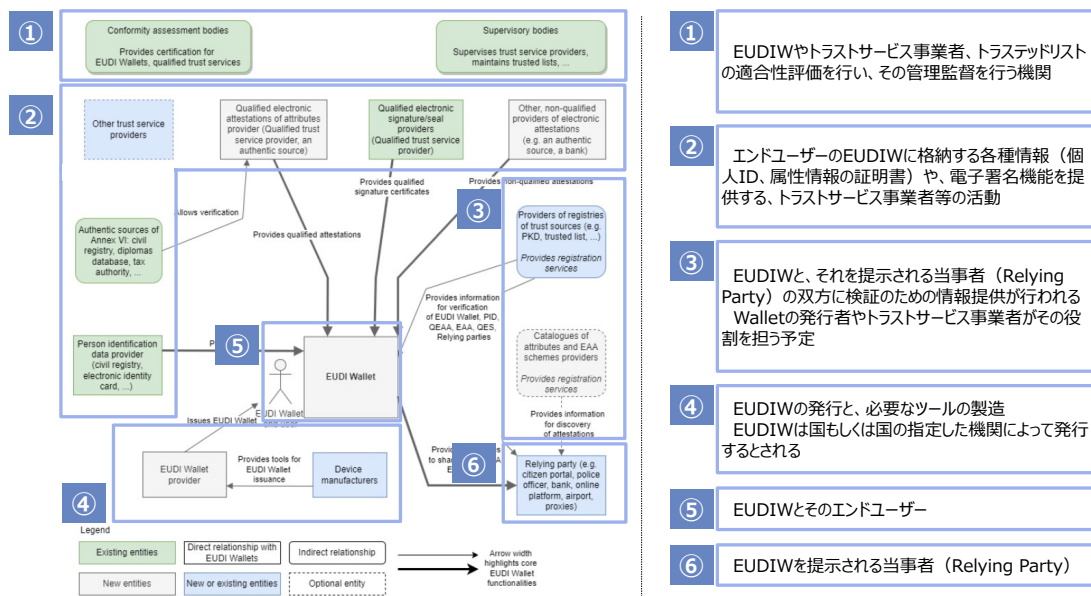 ①
Conformity assessment bodies
Provides certification for
EUDI Wallets, qualified trust services
Supervisory bodies
Supervises trust service providers,
maintains trusted lists, ...
②
Other trust service
providers
Qualified electronic
attestations of attributes
provider (Qualified trust
service provider, an
authentic source)
Qualified electronic
signature/seal
providers
(Qualified trust service
provider)
Other, non-qualified
providers of electronic
attestations
(e.g. an authentic
source, a bank)
Provides qualified
signature certificates
Provides non-qualified attestations
③
Allows verification
Provides qualified attestations
Authentic sources of
Annex VI: civil
registry, diplomas
database, tax
authority, ...
Providers of registries
of trust sources (e.g.
PKD, trusted list, ...)
Provides registration
services
Provides information
for verification
of EUDI Wallet, PID,
QEAA, EAA, QES,
Relying parties
Person identification
data provider
(civil registry,
electronic identity
card, ...)
P
⑤
EUDI Wallet
EUDI Wallet
Catalogues of
attributes and EAA
schemes providers
Provides registration
services
Provides information
for discovery
of attestations
Issues EUDI Wallet
④
EUDI Wallet
provider
Provides tools for
EUDI Wallet
issuance
Device
manufacturers
⑥
to sha
Relying party (e.g.
citizen portal, police
officer, bank, online
platform, airport,
proxies)
Legend
Existing entities
Direct relationship with
EUDI Wallets
Indirect relationship
New entities
New or existing entities
Optional entity
Arrow width
highlights core
EUDI Wallet
functionalities
①
EUDIWやトラストサービス事業者、トラステッドリスト
の適合性評価を行い、その管理監督を行う機関
②
エンドユーザーのEUDIWに格納する各種情報（個
人ID、属性情報の証明書）や、電子署名機能を提
供する、トラストサービス事業者等の活動
③
EUDIWと、それを提示される当事者（Relying
Party）の双方に検証のための情報提供が行われる
Walletの発行者やトラストサービス事業者がその役
割を担う予定
④
EUDIWの発行と、必要なツールの製造
EUDIWは国もしくは国の指定した機関によって発行
するとされる
⑤
EUDIWとそのエンドユーザー
⑥
EUDIWを提示される当事者（Relying Party）